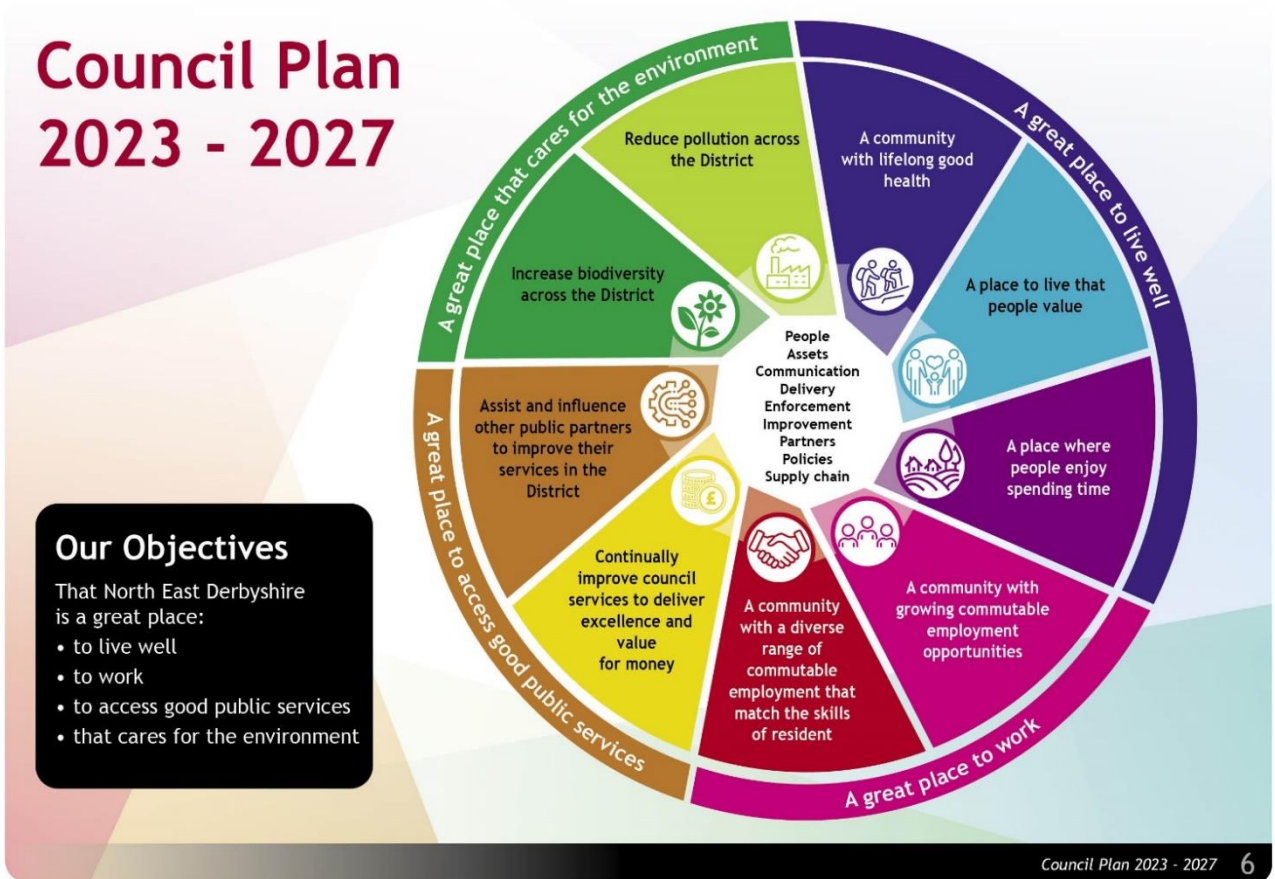 Council Plan
2023 - 2027
A great place that cares for the environment
A great place to live well
Reduce pollution across
the District
A community
with lifelong good
health
Increase biodiversity
across the District
A place to live that
people value
People
Assets
Communication
Delivery
Enforcement
Improvement
Partners
Policies
Supply chain
Assist and influence
other public partners
to improve their
services in the
District
A place where
people enjoy
spending time
£
Continually
improve council
services to deliver
excellence and
value
for money
A community
with a diverse
range of
commutable
employment that
match the skills
of resident
A community with
growing commutable
employment
opportunities
A great place to access good public services
A great place to work
Our Objectives
That North East Derbyshire
is a great place:
• to live well
• to work
• to access good public services
• that cares for the environment
Council Plan 2023 - 2027 6